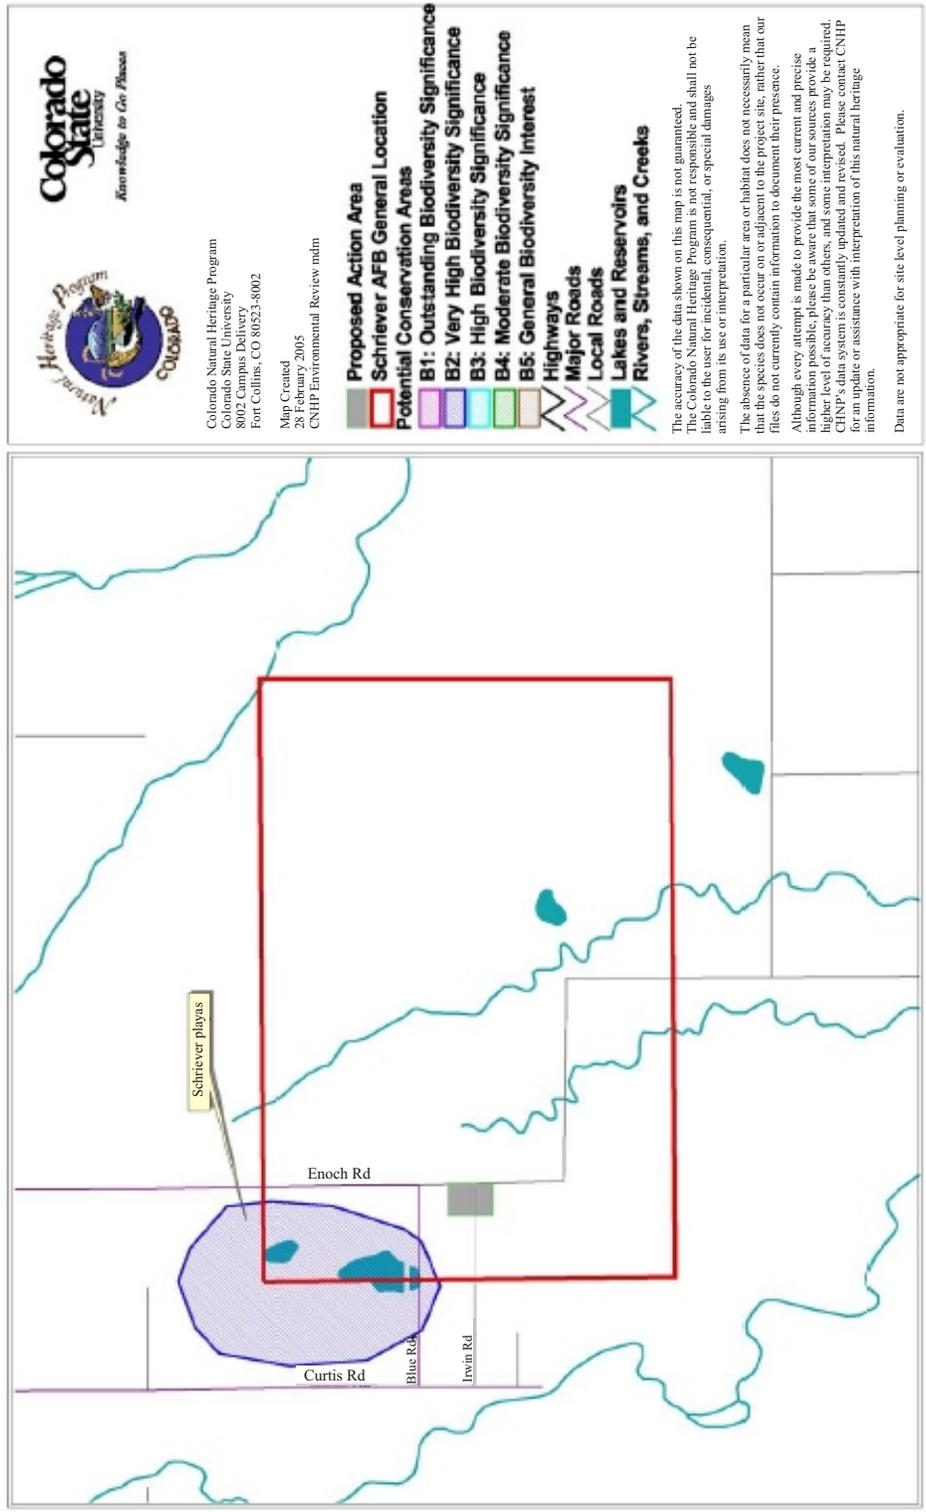 Colorado
State
University
Knowledge to Go Places
Natural Heritage Program
COLORADO
Colorado Natural Heritage Program
Colorado State University
8002 Campus Delivery
Fort Collins, CO 80523-8002
Map Created
28 February 2005
CNHP Environmental Review mdm
Proposed Action Area
Schriever AFB General Location
Potential Conservation Areas
B1: Outstanding Biodiversity Significance
B2: Very High Biodiversity Significance
B3: High Biodiversity Significance
B4: Moderate Biodiversity Significance
B5: General Biodiversity Interest
Highways
Major Roads
Local Roads
Lakes and Reservoirs
Rivers, Streams, and Creeks
The accuracy of the data shown on this map is not guaranteed.
The Colorado Natural Heritage Program is not responsible and shall not be
liable to the user for incidental, consequential, or special damages
arising from its use or interpretation.
The absence of data for a particular area or habitat does not necessarily mean
that the species does not occur on or adjacent to the project site, rather that our
files do not currently contain information to document their presence.
Although every attempt is made to provide the most current and precise
information possible, please be aware that some of our sources provide a
higher level of accuracy than others, and some interpretation may be required.
CHNP's data system is constantly updated and revised. Please contact CNHP
for an update or assistance with interpretation of this natural heritage
information.
Data are not appropriate for site level planning or evaluation.
Schriever playas
Enoch Rd
Curtis Rd
Blue Rd
Irwin Rd